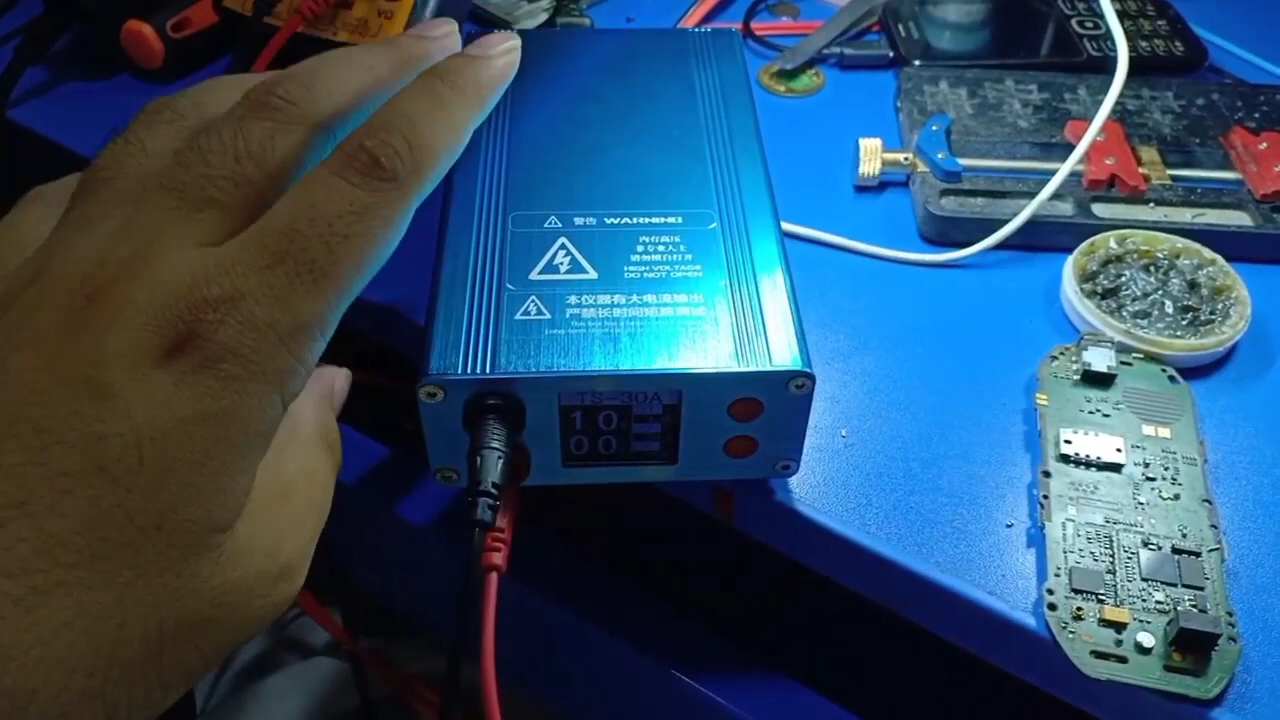 警告 WARNING
内有高压
非专业人士
请勿擅自打开
HIGH VOLTAGE
DO NOT OPEN
本仪器有大电流输出
严禁长时间短路测试
TS-30A
10
00